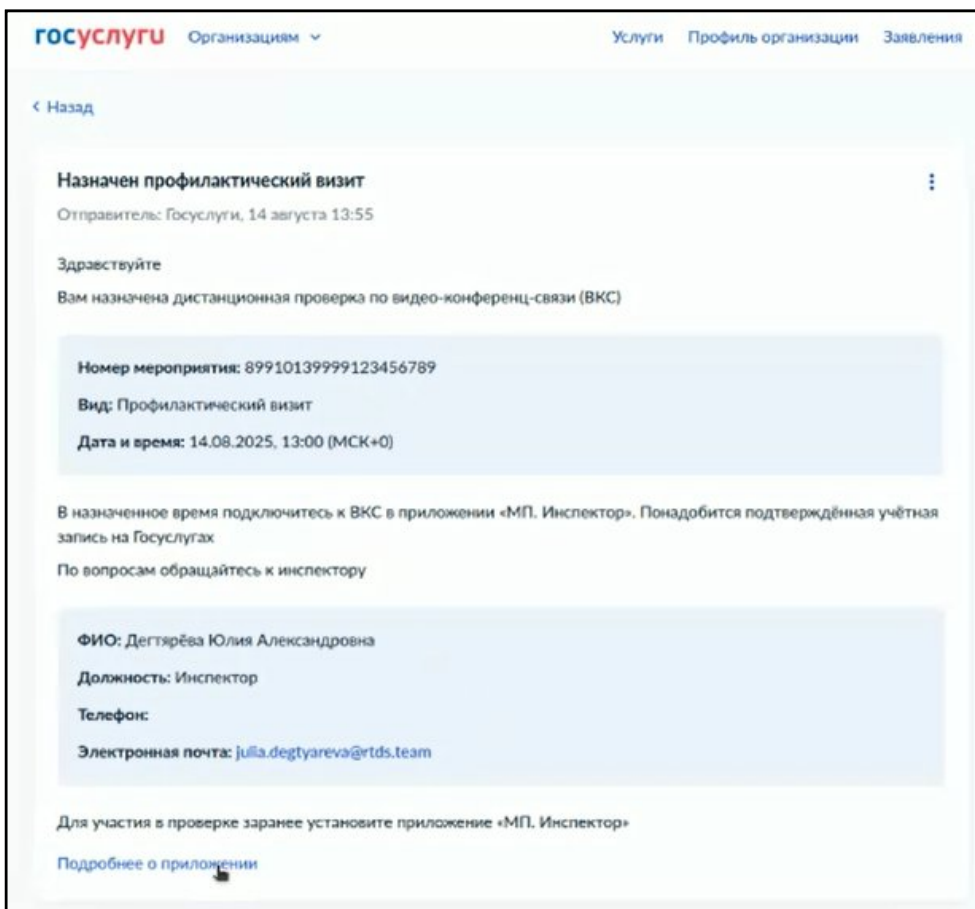 госуслуги Организациям Услуги Профиль организации Заявления
Назад
Назначен профилактический визит
Отправитель: Госуслуги, 14 августа 13:55
Здравствуйте
Вам назначена дистанционная проверка по видео-конференц-связи (ВКС)
Номер мероприятия: 89910139999123456789
Вид: Профилактический визит
Дата и время: 14.08.2025, 13:00 (МСК+0)
В назначенное время подключитесь к ВКС в приложении «МП. Инспектор». Понадобится подтверждённая учётная
запись на Госуслугах
По вопросам обращайтесь к инспектору
ФИО: Дегтярёва Юлия Александровна
Должность: Инспектор
Телефон:
Электронная почта: julia.degtyareva@rtds.team
Для участия в проверке заранее установите приложение «МП. Инспектор»
Подробнее о приложении